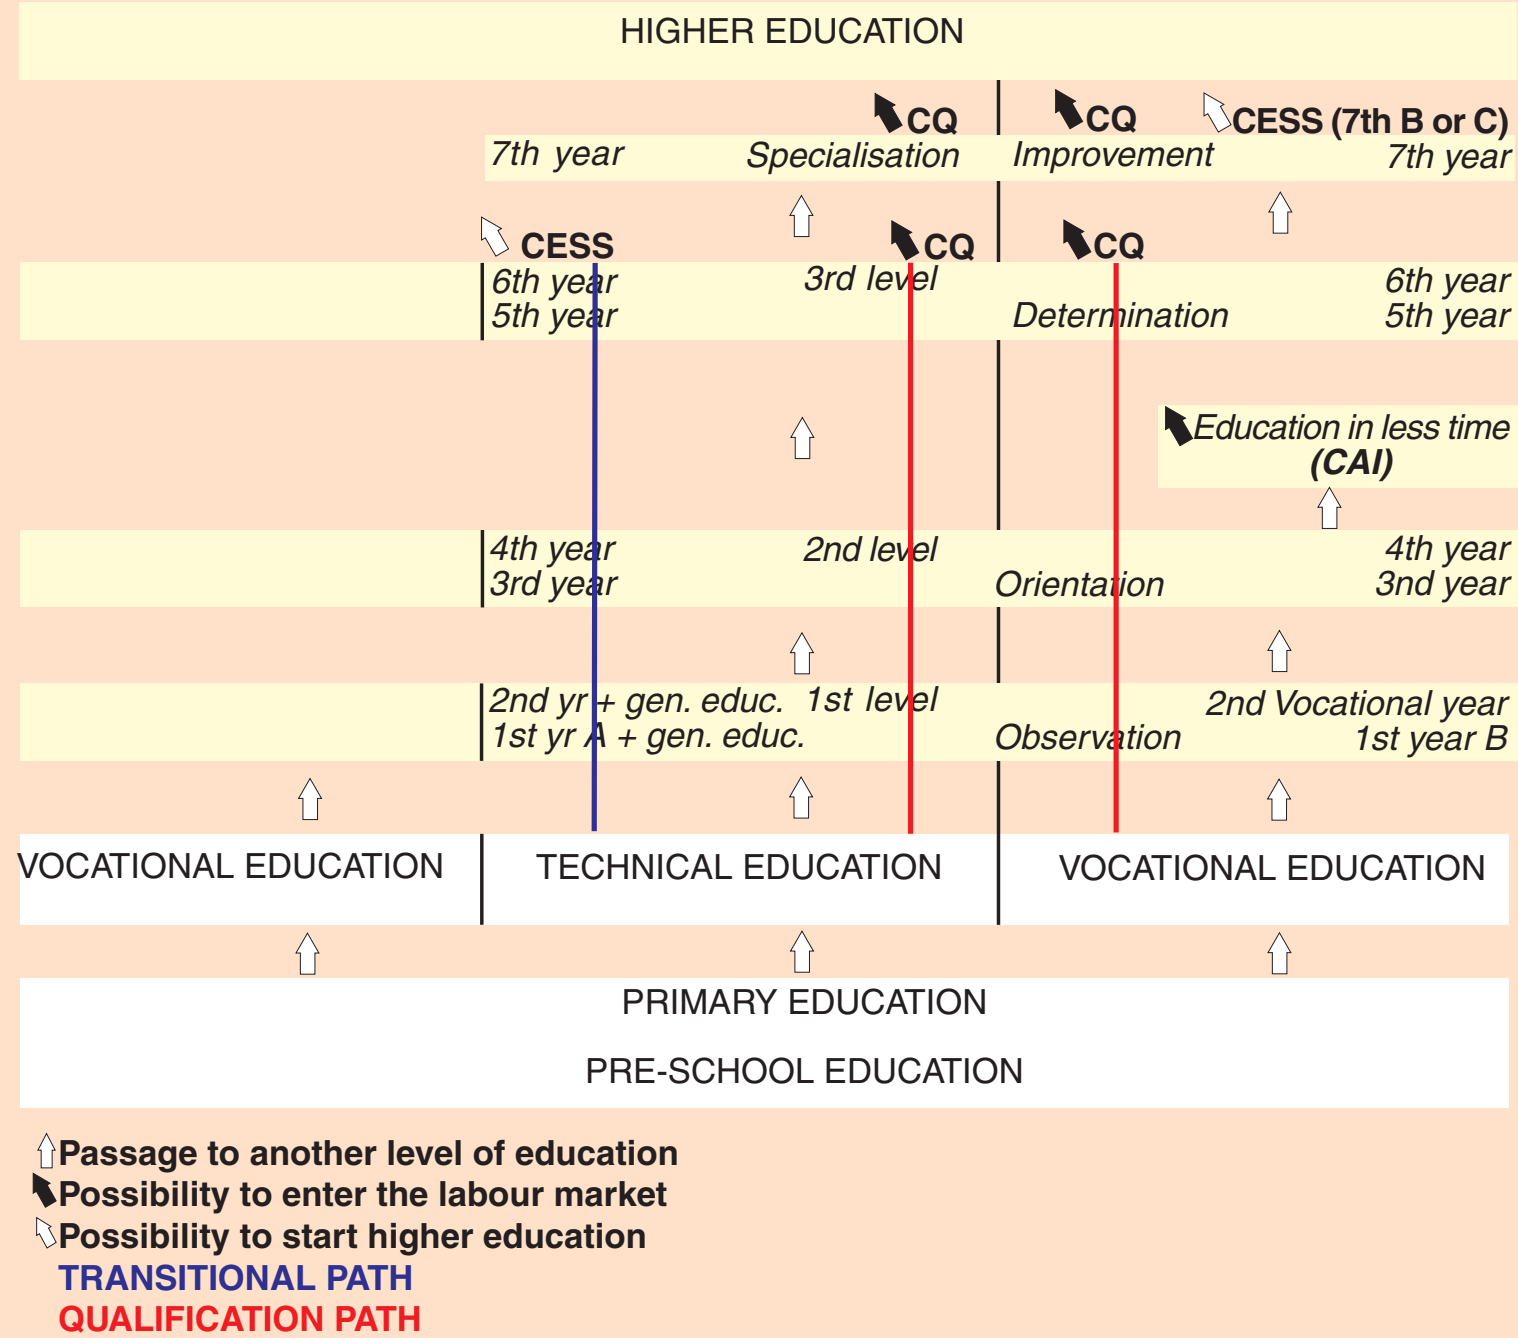 HIGHER EDUCATION
CQ
CQ
CESS (7th B or C)
7th year
Specialisation
Improvement
7th year
CESS
CQ
CQ
6th year
3rd level
6th year
5th year
Determination
5th year
Education in less time
(CAI)
4th year
2nd level
4th year
3rd year
Orientation
3nd year
2nd yr + gen. educ.
1st level
2nd Vocational year
1st yr A + gen. educ.
Observation
1st year B
VOCATIONAL EDUCATION
TECHNICAL EDUCATION
VOCATIONAL EDUCATION
PRIMARY EDUCATION
PRE-SCHOOL EDUCATION
Passage to another level of education
Possibility to enter the labour market
Possibility to start higher education
TRANSITIONAL PATH
QUALIFICATION PATH